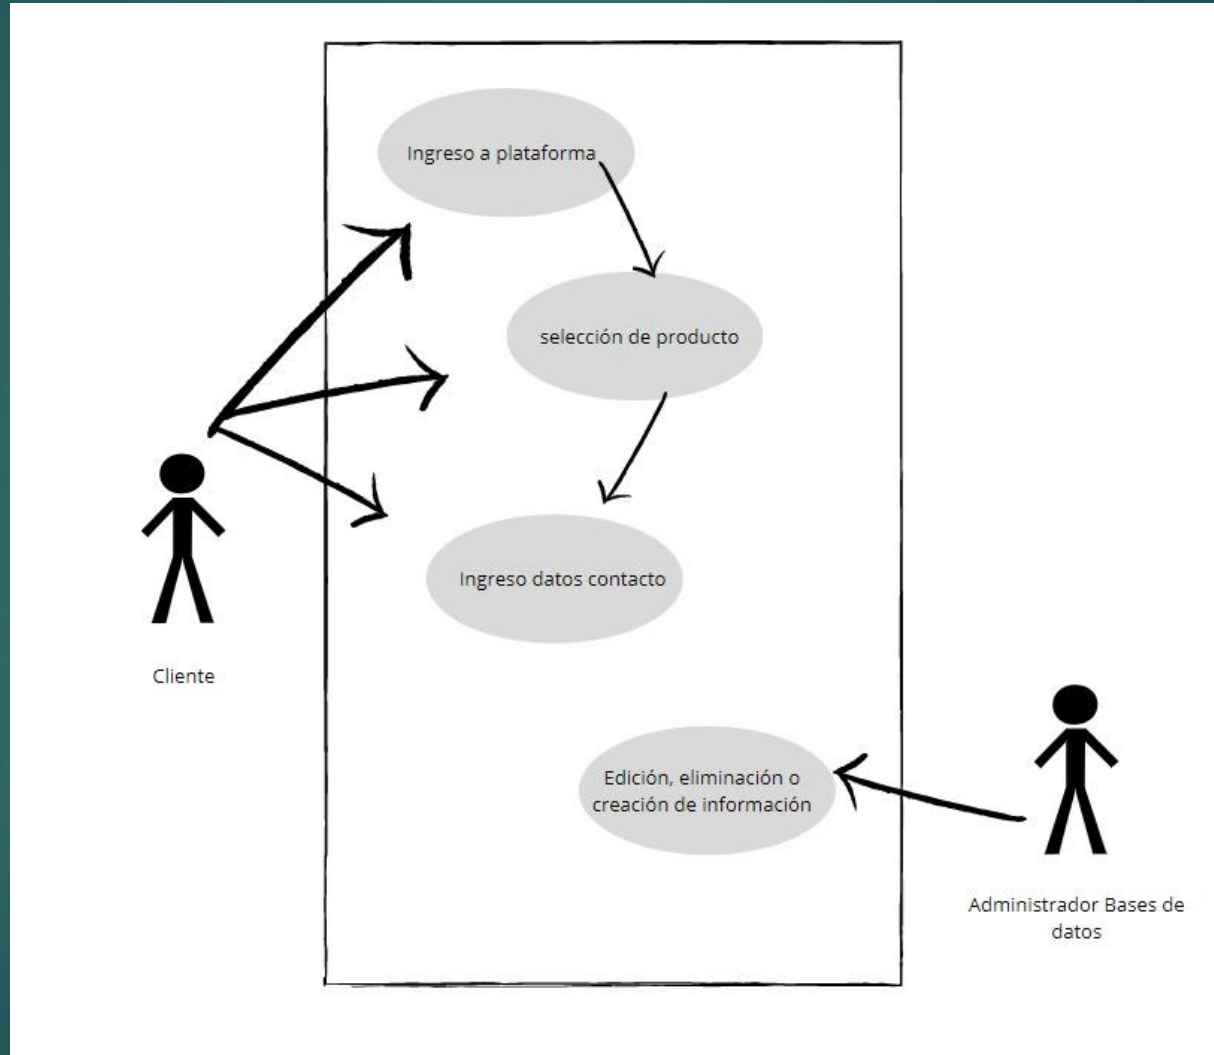 Ingreso a plataforma
selección de producto
Ingreso datos contacto
Cliente
Edición, eliminación o
creación de información
Administrador Bases de
datos